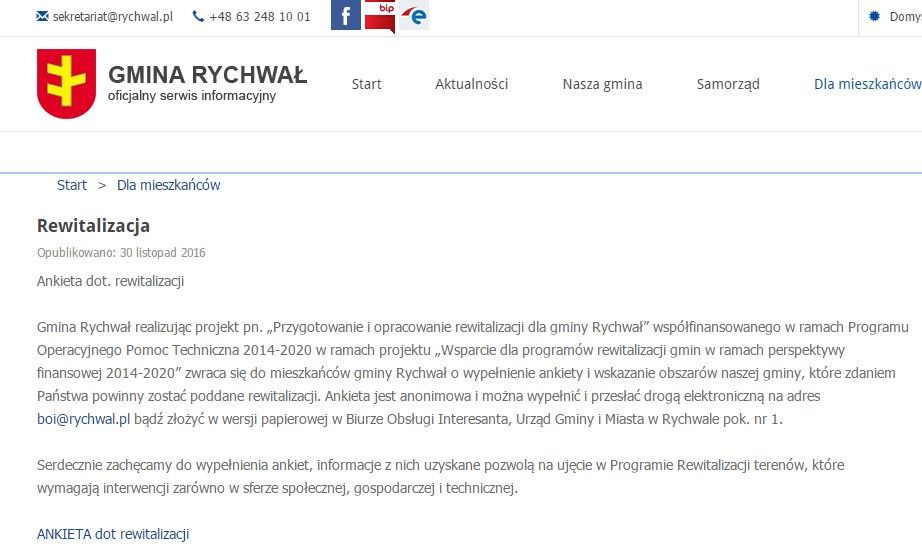 sekretariat@rychwal.pl +48 63 248 10 01 bip e Domyś
GMINA RYCHWAŁ
oficjalny serwis informacyjny
Start Aktualności Nasza gmina Samorząd Dla mieszkańców
Start > Dla mieszkańców
Rewitalizacja
Opublikowano: 30 listopad 2016
Ankieta dot. rewitalizacji
Gmina Rychwał realizując projekt pn. „Przygotowanie i opracowanie rewitalizacji dla gminy Rychwał” współfinansowanego w ramach Programu
Operacyjnego Pomoc Techniczna 2014-2020 w ramach projektu „Wsparcie dla programów rewitalizacji gmin w ramach perspektywy
finansowej 2014-2020” zwraca się do mieszkańców gminy Rychwał o wypełnienie ankiety i wskazanie obszarów naszej gminy, które zdaniem
Państwa powinny zostać poddane rewitalizacji. Ankieta jest anonimowa i można wypełnić i przesłać drogą elektroniczną na adres
boi@rychwal.pl bądź złożyć w wersji papierowej w Biurze Obsługi Interesanta, Urząd Gminy i Miasta w Rychwale pok. nr 1.
Serdecznie zachęcamy do wypełnienia ankiet, informacje z nich uzyskane pozwolą na ujęcie w Programie Rewitalizacji terenów, które
wymagają interwencji zarówno w sferze społecznej, gospodarczej i technicznej.
ANKIETA dot rewitalizacji